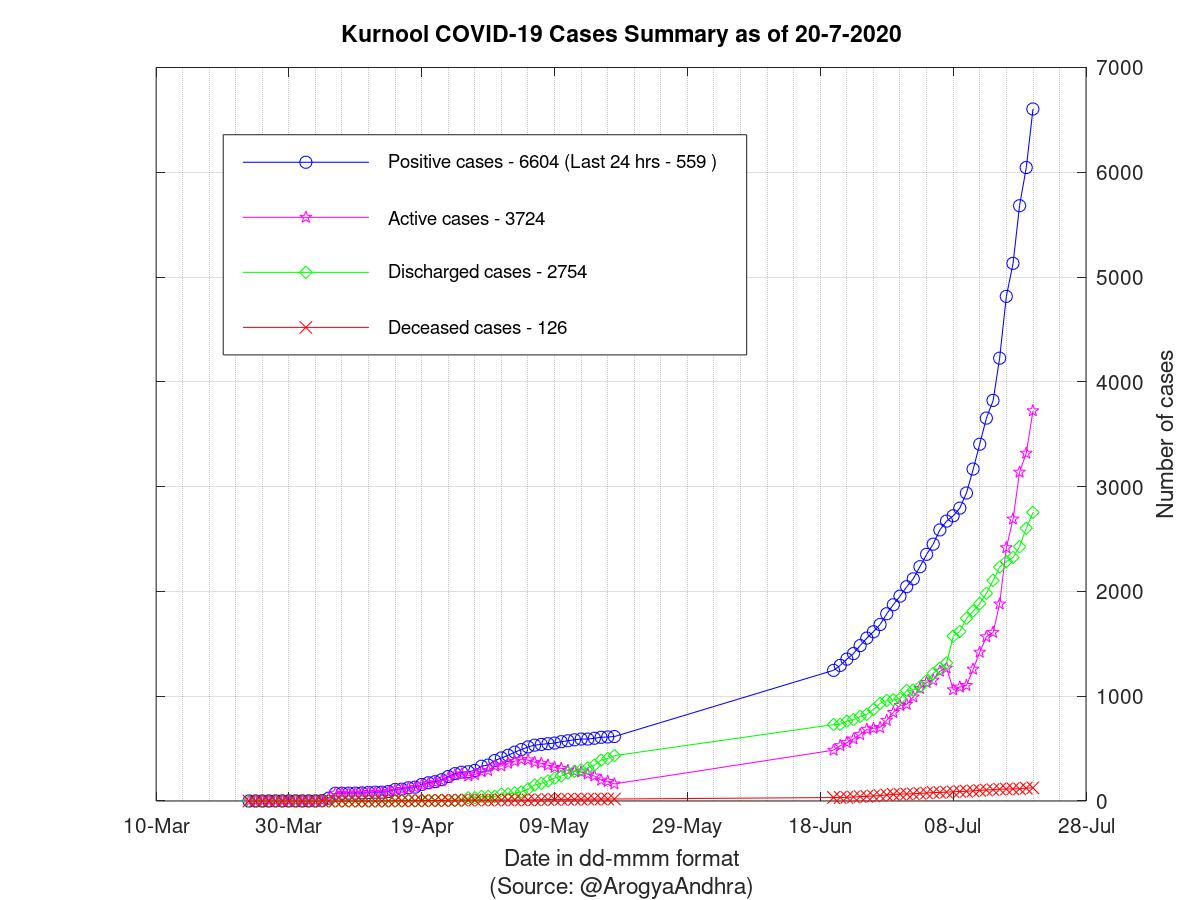 Kurnool COVID-19 Cases Summary as of 20-7-2020
Positive cases - 6604 (Last 24 hrs - 559 )
Active cases - 3724
Discharged cases - 2754
Deceased cases - 126
7000
6000
5000
4000
3000
2000
1000
0
Number of cases
10-Mar 30-Mar 19-Apr 09-May 29-May 18-Jun 08-Jul 28-Jul
Date in dd-mmm format
(Source: @ArogyaAndhra)